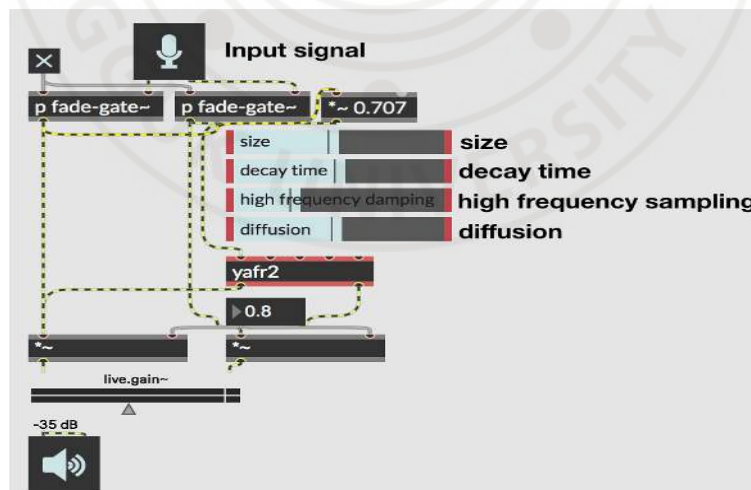 Input signal
p fade-gate~
p fade-gate~
*~ 0.707
size
size
decay time
decay time
high frequency damping
high frequency sampling
diffusion
diffusion
yafr2
0.8
*~
*~
live.gain~
-35 dB
UNIVERSITY